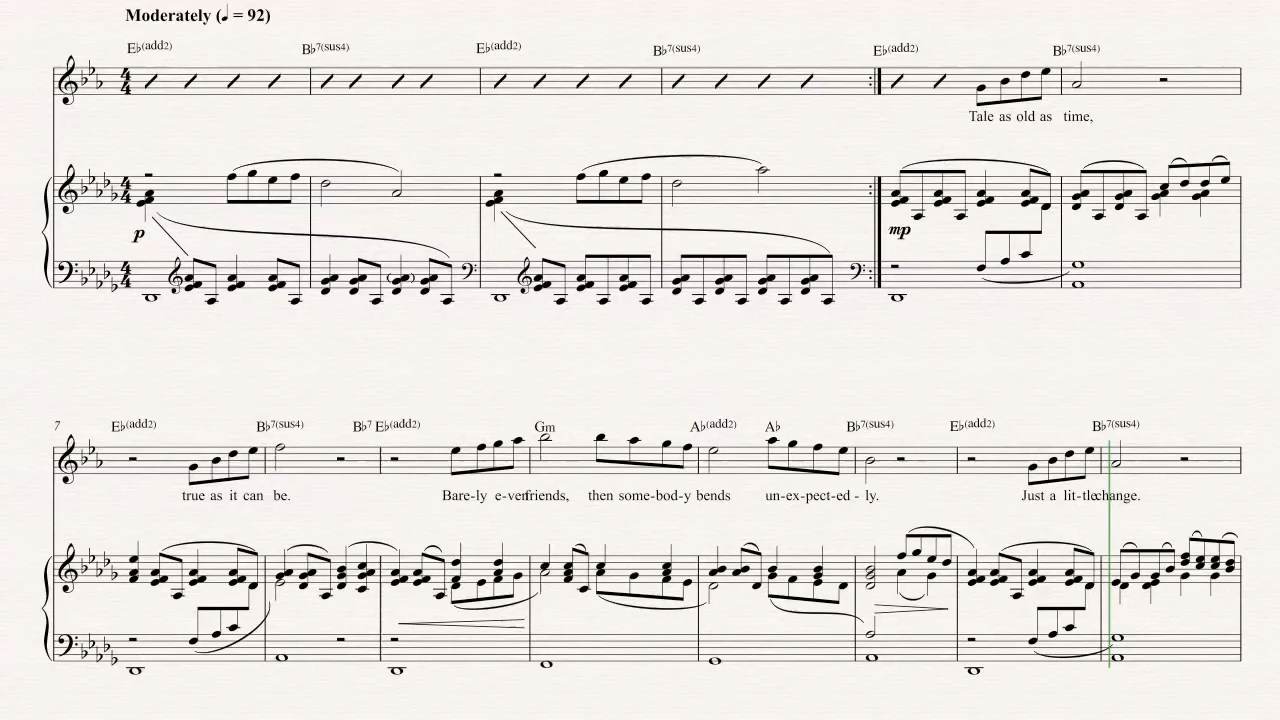 Moderately (♩ = 92)
E♭(add2) B♭7(sus4) E♭(add2) B♭7(sus4) E♭(add2) B♭7(sus4)
Tale as old as time,
p mp
7 E♭(add2) B♭7(sus4) B♭7 E♭(add2) Gm A♭(add2) A♭ B♭7(sus4) E♭(add2) B♭7(sus4)
true as it can be. Bare-ly e-ven friends, then some-bod-y bends un-ex-pect-ed - ly. Just a lit-tle change.